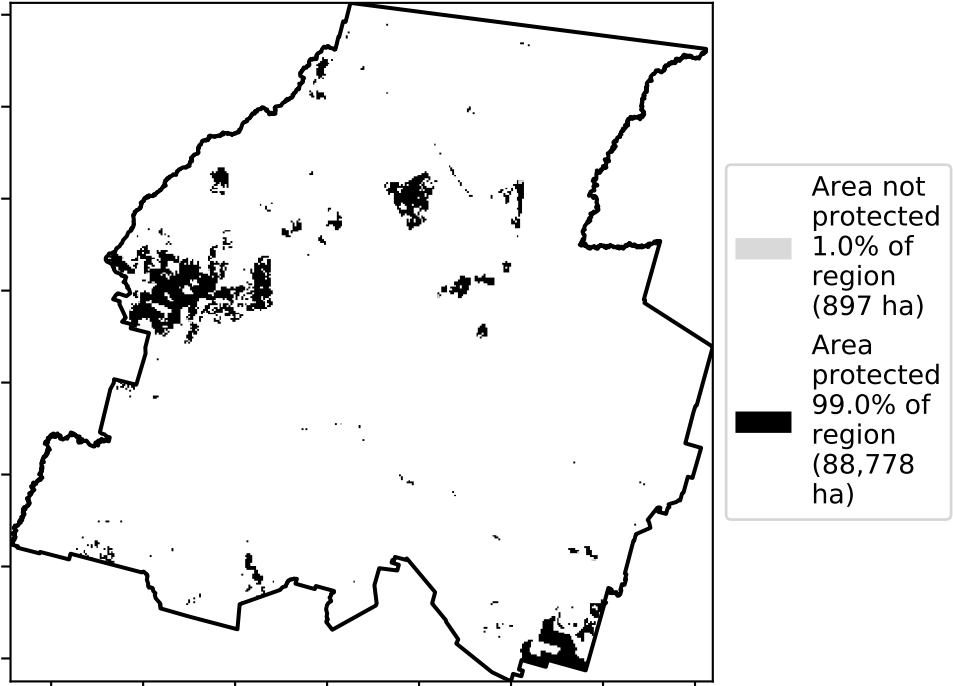 Area not
protected
1.0% of
region
(897 ha)
Area
protected
99.0% of
region
(88,778
ha)